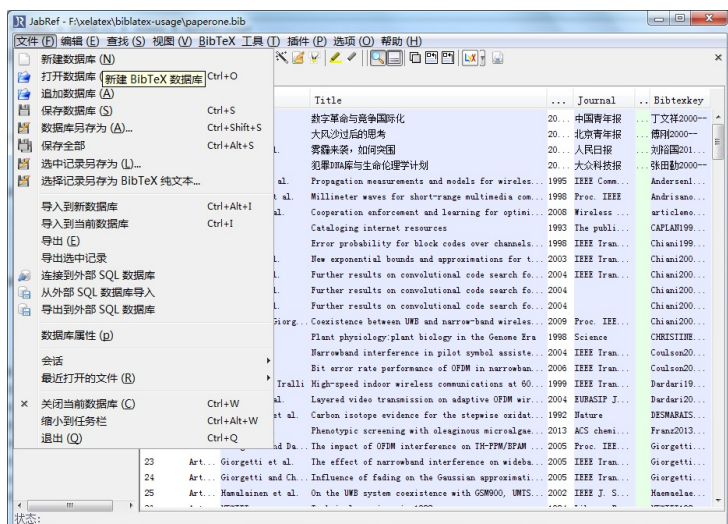 JabRef - F:\xelatex\biblatex-usage\paperone.bib
文件 (F) 编辑 (E) 查找 (S) 视图 (V) BibTeX 工具 (T) 插件 (P) 选项 (O) 帮助 (H)
新建数据库 (N)
打开数据库 Ctrl+O
新建 BibTeX 数据库
追加数据库 (A)
保存数据库 (S) Ctrl+S
数据库另存为 (A)... Ctrl+Shift+S
保存全部 Ctrl+Alt+S
选中记录另存为 (L)...
选择记录另存为 BibTeX 纯文本...
导入到新数据库 Ctrl+Alt+I
导入到当前数据库 Ctrl+I
导出 (E)
导出选中记录
连接到外部 SQL 数据库
从外部 SQL 数据库导入
导出到外部 SQL 数据库
数据库属性 (p)
会话
最近打开的文件 (R)
关闭当前数据库 (C) Ctrl+W
缩小到任务栏 Ctrl+Alt+W
退出 (Q) Ctrl+Q
Title ... Journal .. Bibtexkey
数字革命与竞争国际化 20... 中国青年报 ... 丁文祥2000--
大风沙过后的思考 20... 北京青年报 ... 傅刚2000--
雾霾来袭，如何突围 20... 人民日报 ... 刘裕国201...
犯罪DNA库与生命伦理学计划 20... 大众科技报 ... 张田勤2000--
al. Propagation measurements and models for wireles... 1995 IEEE Comm... Andersen1...
t al. Millimeter waves for short-range multimedia com... 1998 Proc. IEEE Andrisano...
al. Cooperation enforcement and learning for optimi... 2008 Wireless ... articlemo...
Cataloging internet resources 1993 The publi... CAPLAN199...
Error probability for block codes over channels... 1998 IEEE Tran... Chiani199...
l. New exponential bounds and approximations for t... 2003 IEEE Tran... Chiani200...
l. Further results on convolutional code search fo... 2004 IEEE Tran... Chiani200...
l. Further results on convolutional code search fo... 2004 Chiani200...
l. Further results on convolutional code search fo... 2004 Chiani200...
Giorg... Coexistence between UWB and narrow-band wireles... 2009 Proc. IEE... Chiani200...
Plant physiology:plant biology in the Genome Era 1998 Science CHRISTINE...
Narrowband interference in pilot symbol assiste... 2004 IEEE Tran... Coulson20...
Bit error rate performance of OFDM in narrowban... 2006 IEEE Tran... Coulson20...
Tralli High-speed indoor wireless communications at 60... 1999 IEEE Tran... Dardari19...
al. Layered video transmission on adaptive OFDM wir... 2004 EURASIP J... Dardari20...
et al. Carbon isotope evidence for the stepwise oxidat... 1992 Nature DESMARAIS...
Phenotypic screening with oleaginous microalgae... 2013 ACS chemi... Franz2013...
nd Da... The impact of OFDM interference on TH-PPM/BPAM ... 2005 Proc. IEE... Giorgetti...
23 Art... Giorgetti et al. The effect of narrowband interference on wideba... 2005 IEEE Tran... Giorgetti...
24 Art... Giorgetti and Ch... Influence of fading on the Gaussian approximati... 2005 IEEE Tran... Giorgetti...
25 Art... Hamalainen et al. On the UWB system coexistence with GSM900, UMTS... 2002 IEEE J. S... Haemaelae...
状态: